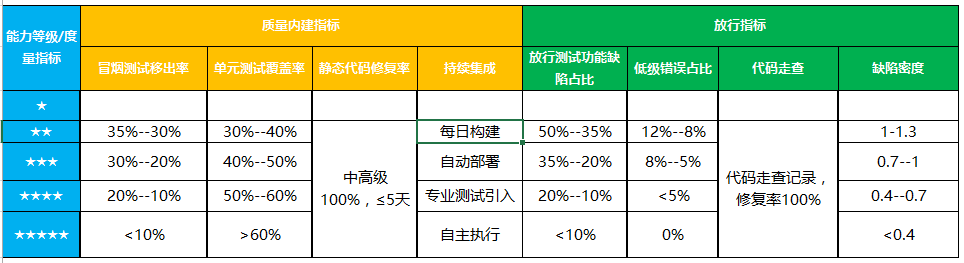 能力等级/度
量指标
质量内建指标
放行指标
冒烟测试移出率
单元测试覆盖率
静态代码修复率
持续集成
放行测试功能缺
陷占比
低级错误占比
代码走查
缺陷密度
★
★★
35%--30%
30%--40%
中高级
100%，≤5天
每日构建
50%--35%
12%--8%
代码走查记录，
修复率100%
1-1.3
★★★
30%--20%
40%--50%
自动部署
35%--20%
8%--5%
0.7--1
★★★★
20%--10%
50%--60%
专业测试引入
20%--10%
<5%
0.4--0.7
★★★★★
<10%
>60%
自主执行
<10%
0%
<0.4